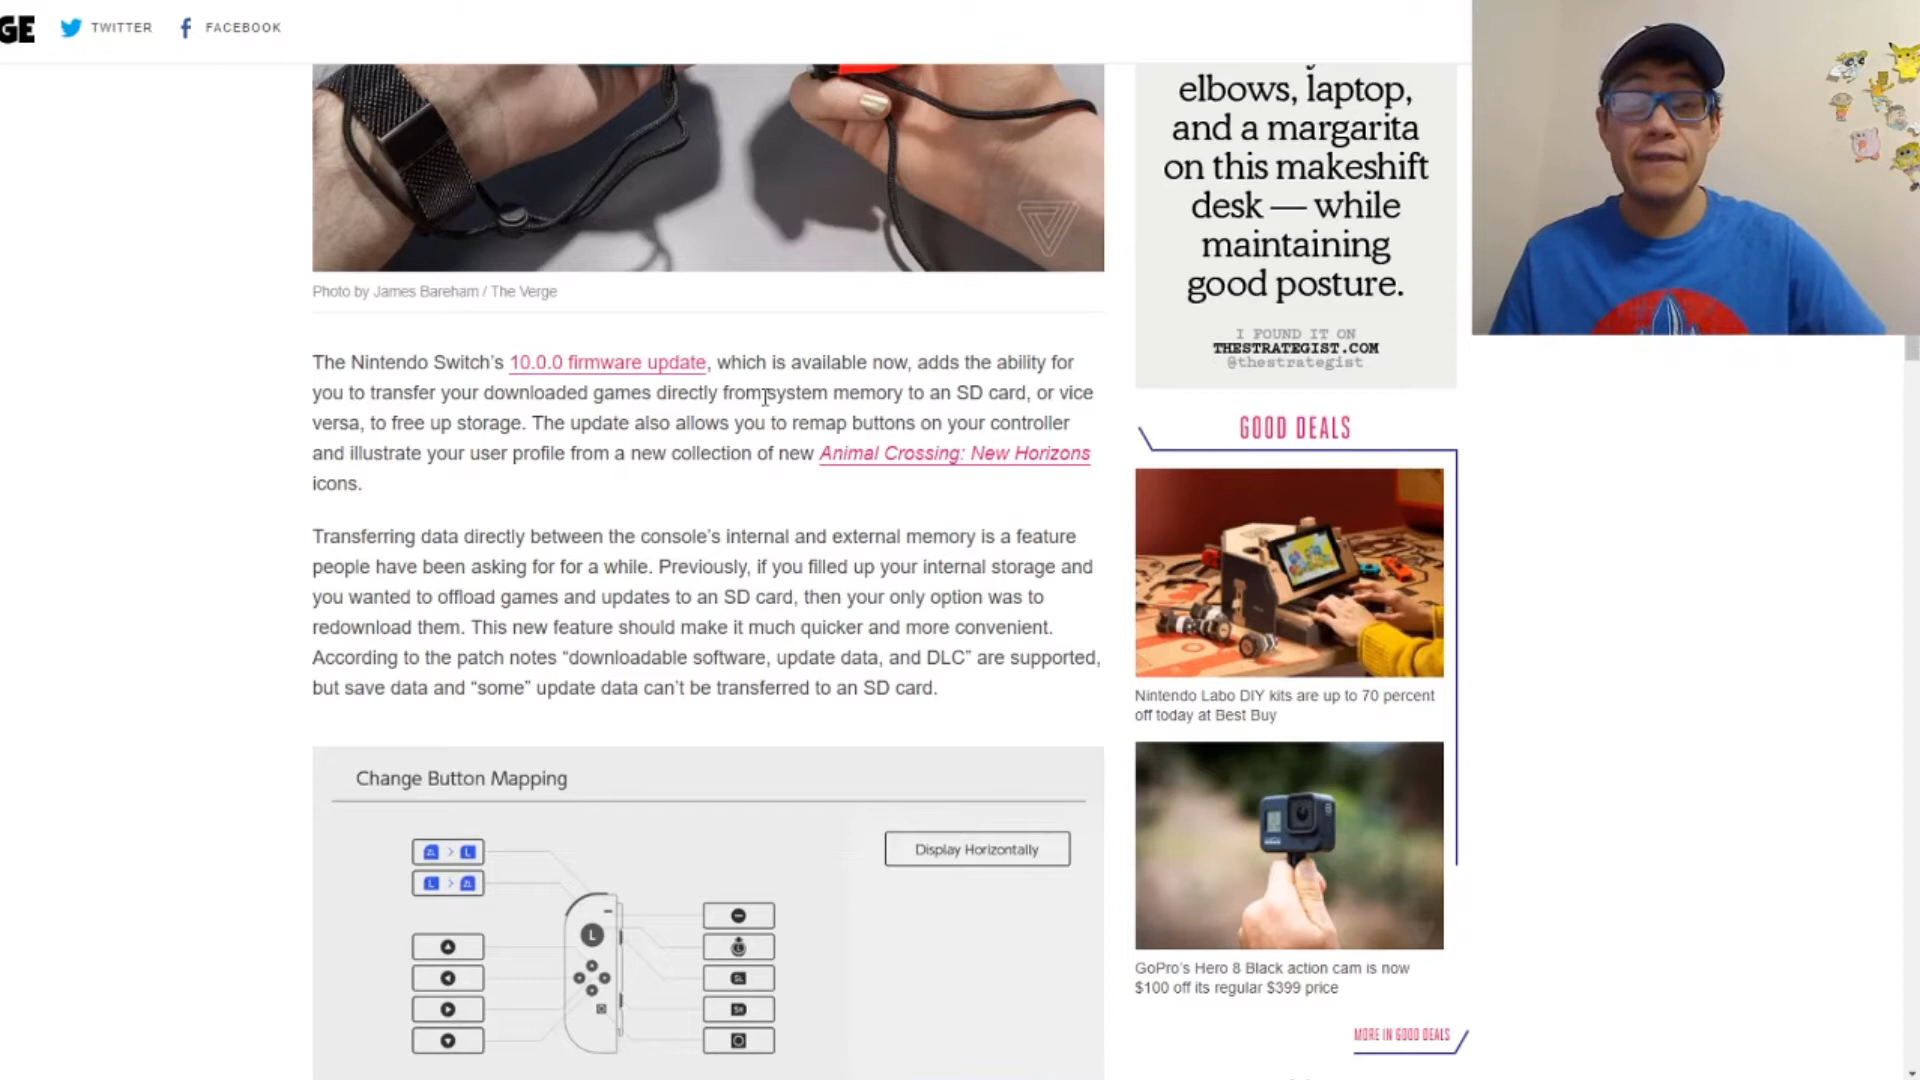 GE
TWITTER
FACEBOOK
elbows, laptop,
and a margarita
on this makeshift
desk — while
maintaining
good posture.
I FOUND IT ON
THESTRATEGIST.COM
@thestrategist
Photo by James Bareham / The Verge
The Nintendo Switch's 10.0.0 firmware update, which is available now, adds the ability for
you to transfer your downloaded games directly from system memory to an SD card, or vice
versa, to free up storage. The update also allows you to remap buttons on your controller
and illustrate your user profile from a new collection of new Animal Crossing: New Horizons
icons.
Transferring data directly between the console's internal and external memory is a feature
people have been asking for for a while. Previously, if you filled up your internal storage and
you wanted to offload games and updates to an SD card, then your only option was to
redownload them. This new feature should make it much quicker and more convenient.
According to the patch notes “downloadable software, update data, and DLC” are supported,
but save data and “some” update data can't be transferred to an SD card.
Change Button Mapping
Display Horizontally
ZL > L
L > ZL
L
L
SL
SR
GOOD DEALS
Nintendo Labo DIY kits are up to 70 percent
off today at Best Buy
GoPro's Hero 8 Black action cam is now
$100 off its regular $399 price
MORE IN GOOD DEALS